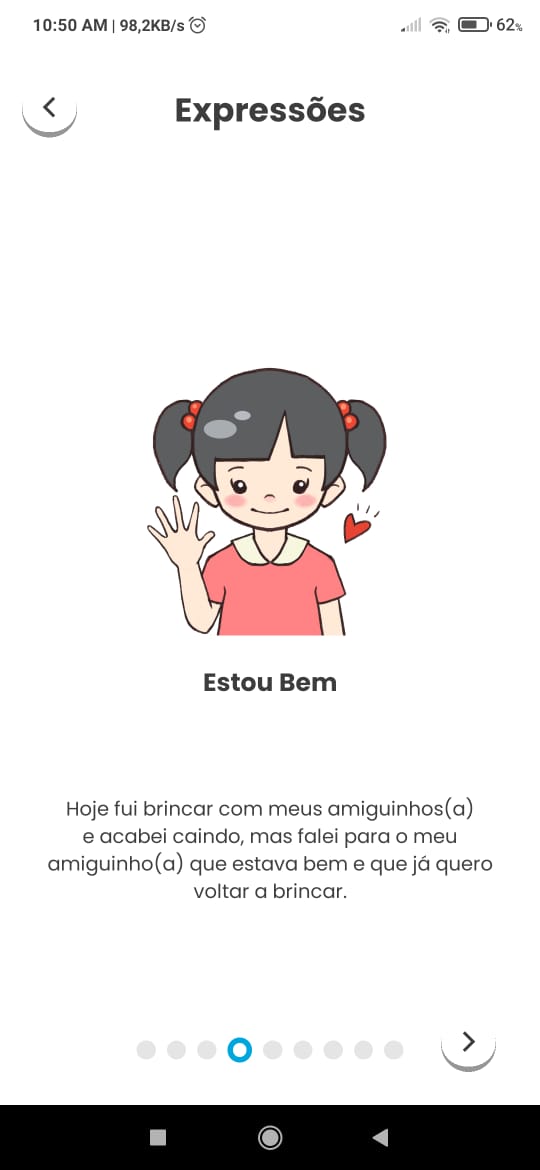 10:50 AM | 98,2KB/s
62%
Expressões
Estou Bem
Hoje fui brincar com meus amiguinhos(a)
e acabei caindo, mas falei para o meu
amiguinho(a) que estava bem e que já quero
voltar a brincar.